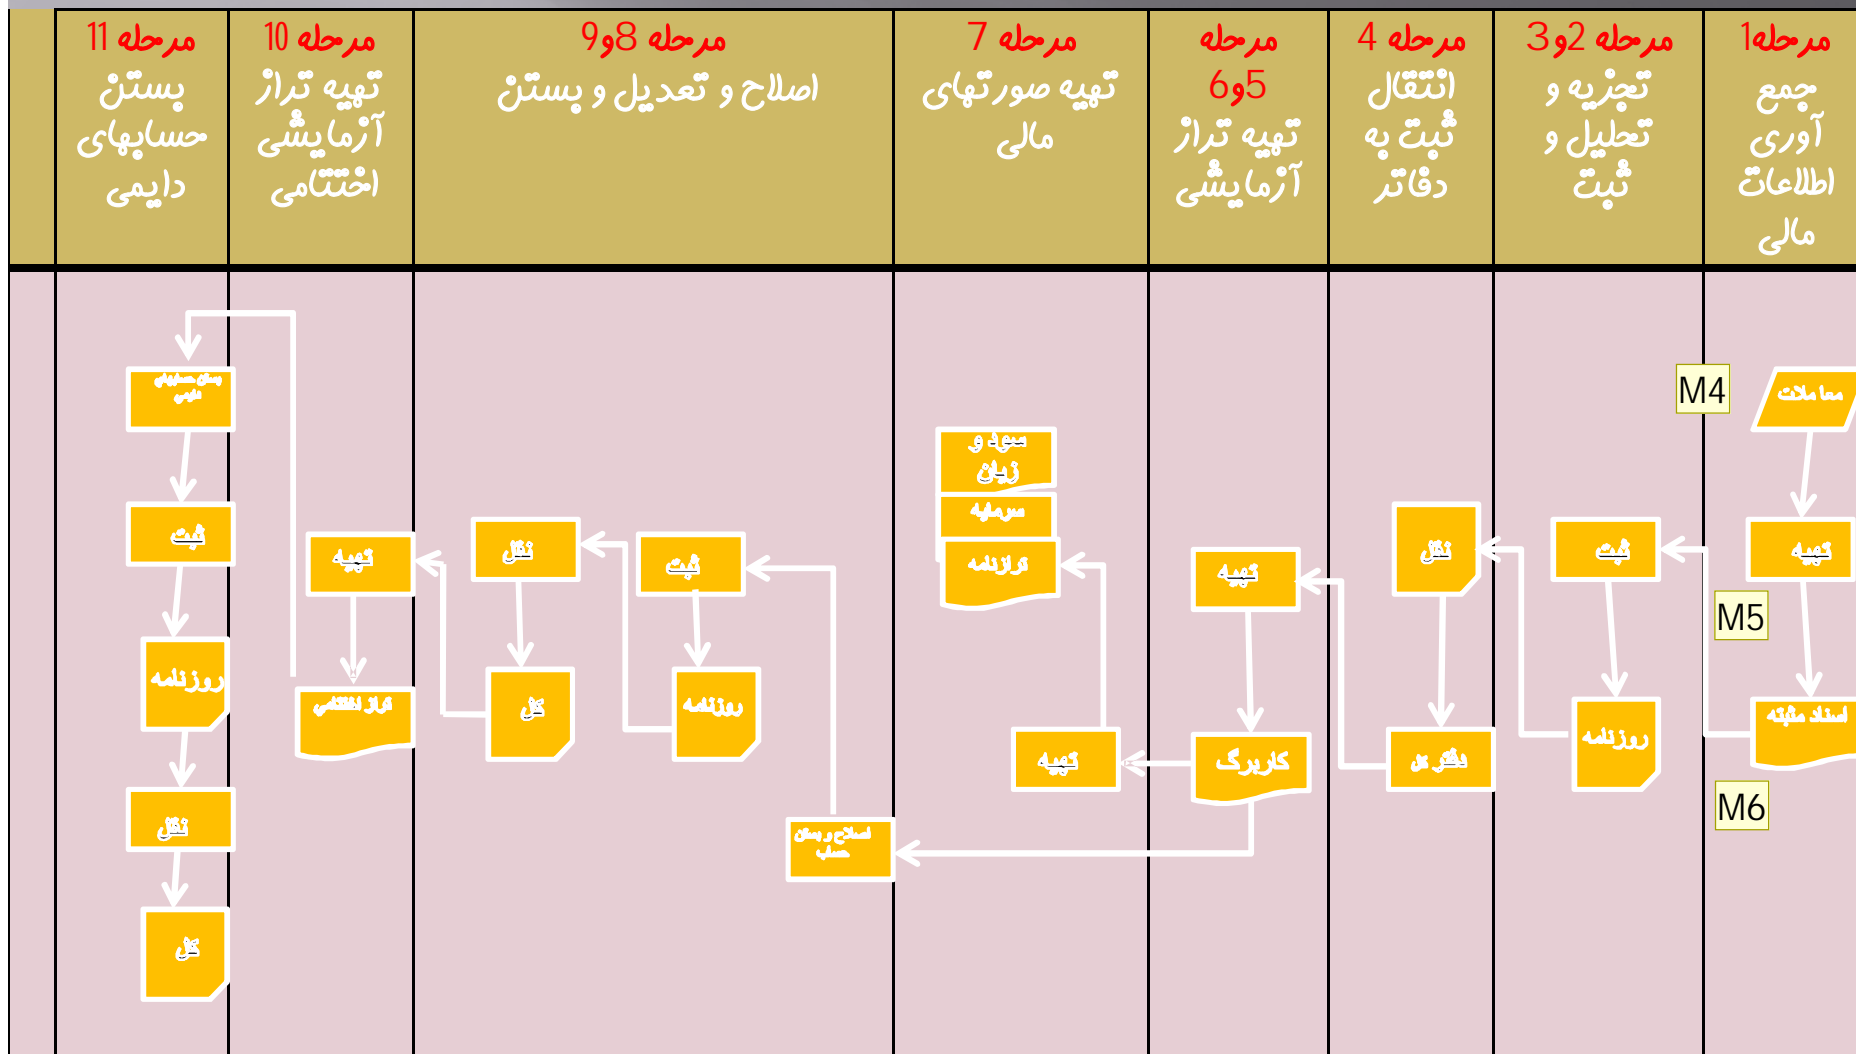 مرحله1
جمع
آوری
اطلاعات
مالی
مرحله 2و3
تجزیه و
تحلیل و
ثبت
مرحله 4
انتقال
ثبت به
دفاتر
مرحله
5و6
تهیه تراز
آزمایشی
مرحله 7
تهیه صورتهای
مالی
مرحله 8و9
اصلاح و تعدیل و بستن
مرحله 10
تهیه تراز
آزمایشی
اختتامی
مرحله 11
بستن
حسابهای
دایمی
معاملات
M4
تهیه
M5
اسناد مثبته
M6
ثبت
روزنامه
نقل
دفتر کل
تهیه
کاربرگ
سود و
زیان
سرمایه
ترازنامه
تهیه
اصلاح و بستن
حساب
ثبت
روزنامه
نقل
کل
تهیه
تراز اختتامی
بستن حسابهای
دایمی
ثبت
روزنامه
نقل
کل